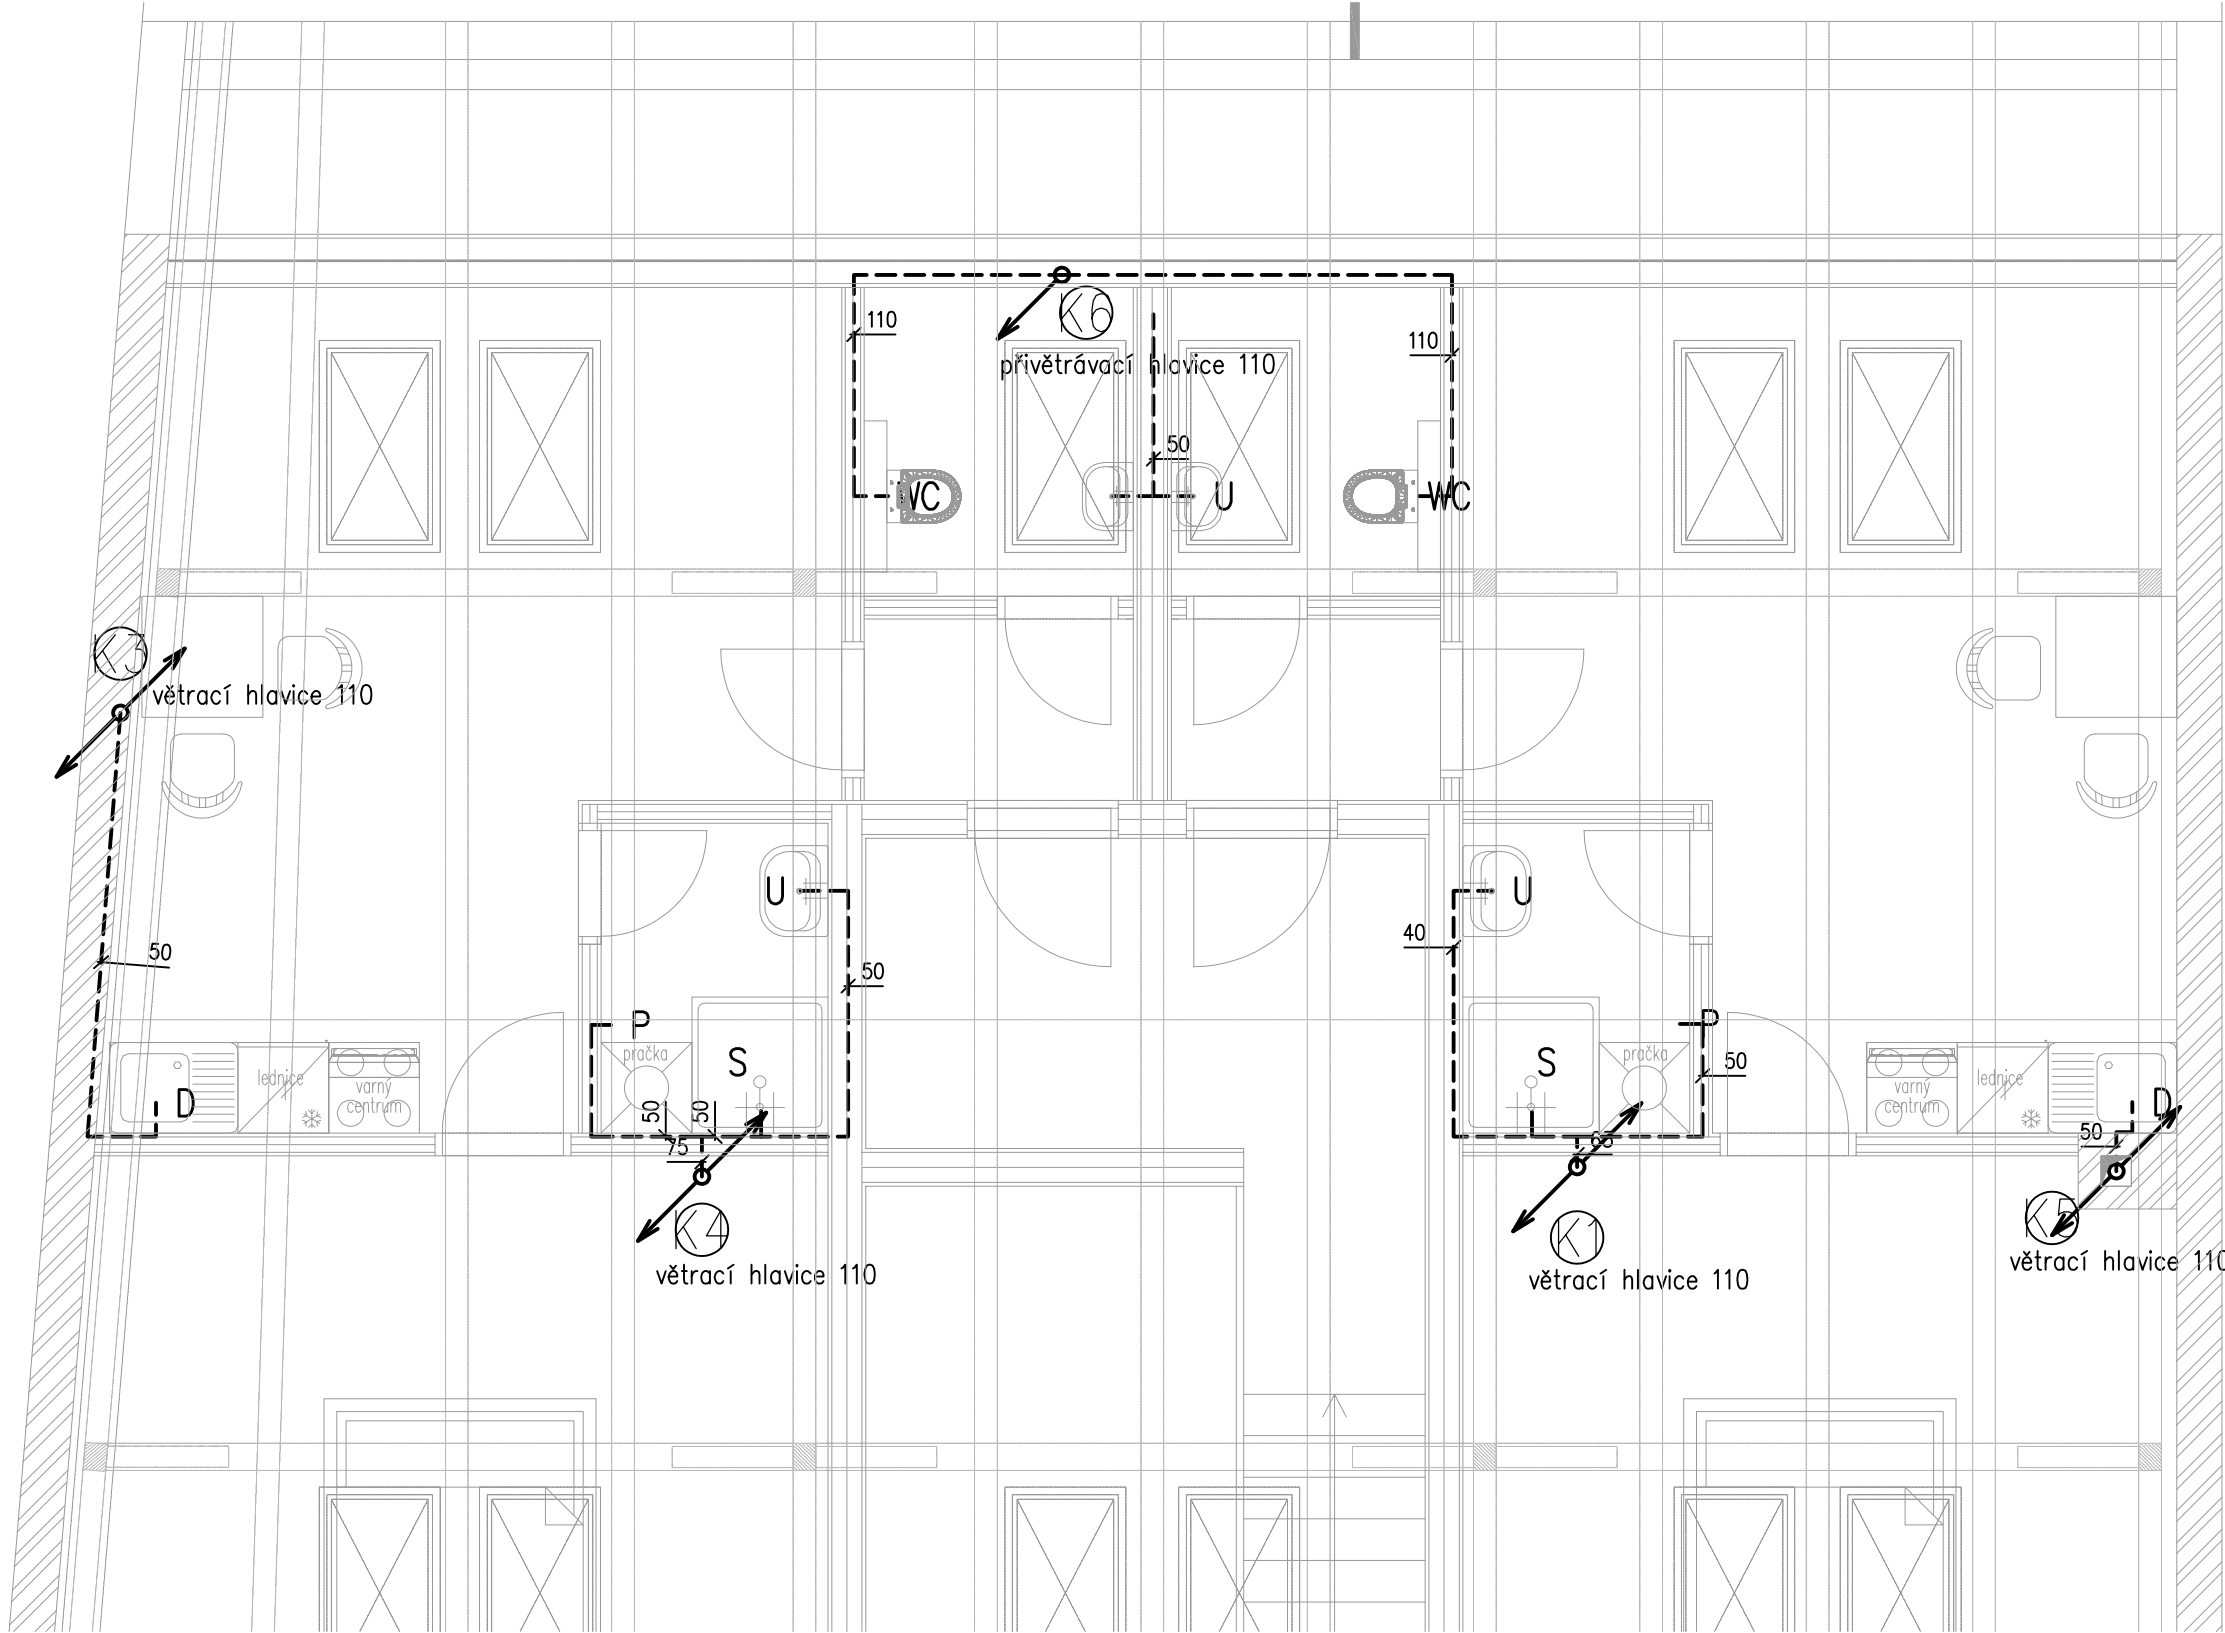 K6
110
110
přivětrávací hlavice 110
50
WC
U
WC
K3
větrací hlavice 110
U
U
40
50
50
P
P
S
S
pračka
pračka
50
lednice
varný
centrum
varný
centrum
lednice
D
D
50
50
50
75
65
K4
K1
K5
větrací hlavice 110
větrací hlavice 110
větrací hlavice 110